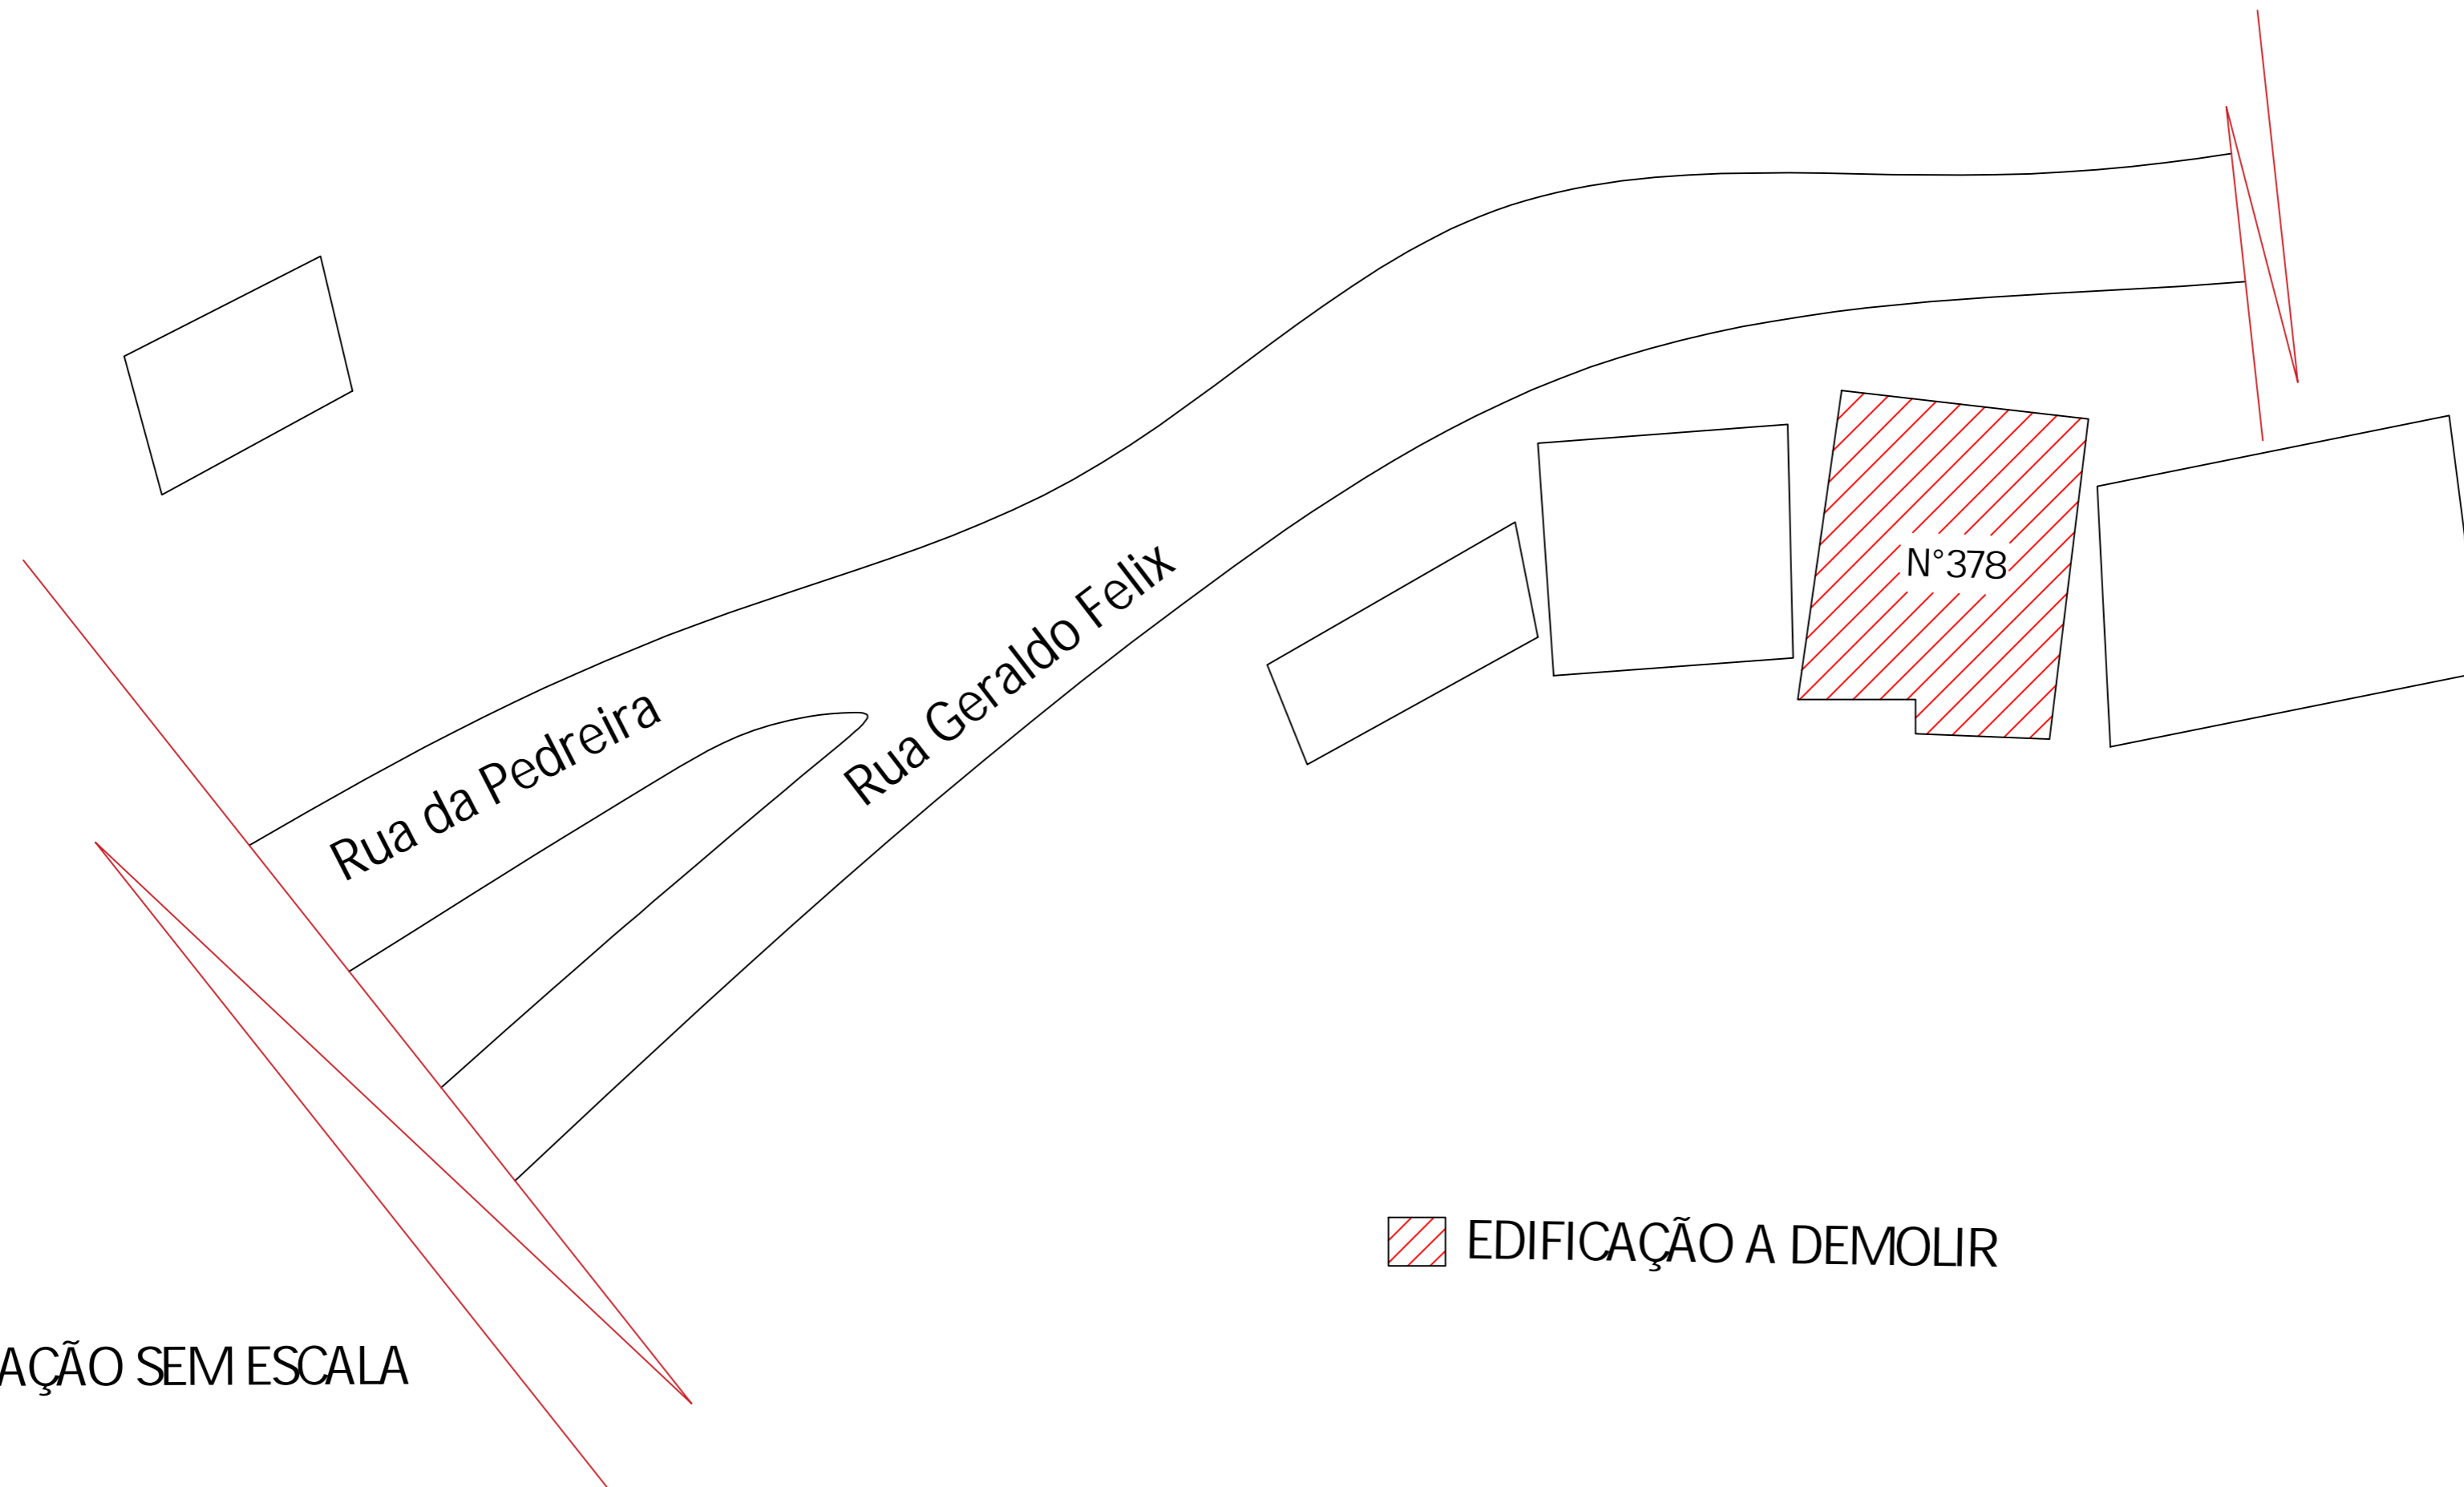 N°378
Rua Geraldo Felix
Rua da Pedreira
EDIFICAÇÃO A DEMOLIR
AÇÃO SEM ESCALA